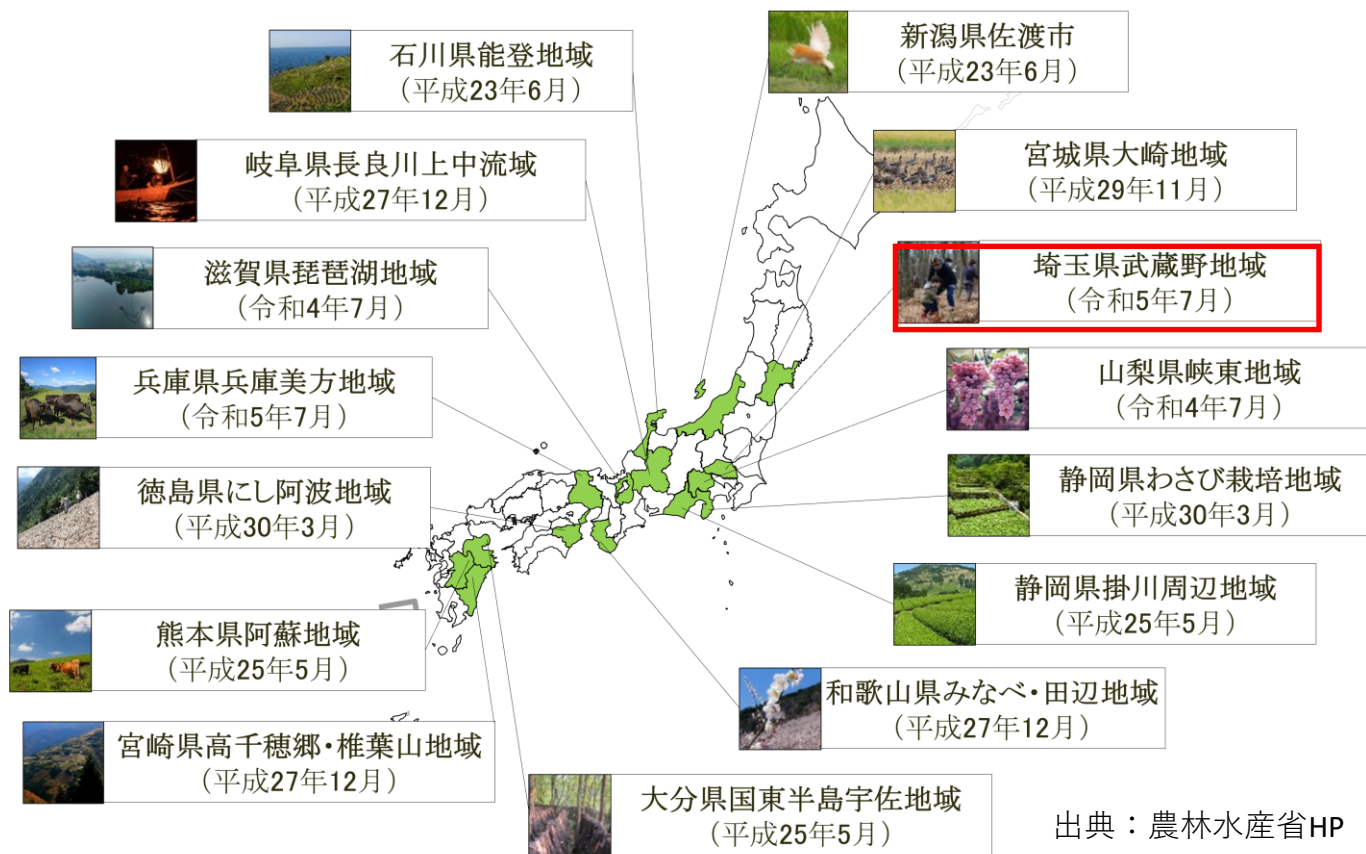 石川県能登地域
(平成23年6月)
新潟県佐渡市
(平成23年6月)
岐阜県長良川上中流域
(平成27年12月)
宮城県大崎地域
(平成29年11月)
滋賀県琵琶湖地域
(令和4年7月)
埼玉県武蔵野地域
(令和5年7月)
兵庫県兵庫美方地域
(令和5年7月)
山梨県峡東地域
(令和4年7月)
徳島県にし阿波地域
(平成30年3月)
静岡県わさび栽培地域
(平成30年3月)
熊本県阿蘇地域
(平成25年5月)
静岡県掛川周辺地域
(平成25年5月)
宮崎県高千穂郷・椎葉山地域
(平成27年12月)
和歌山県みなべ・田辺地域
(平成27年12月)
大分県国東半島宇佐地域
(平成25年5月)
出典：農林水産省HP